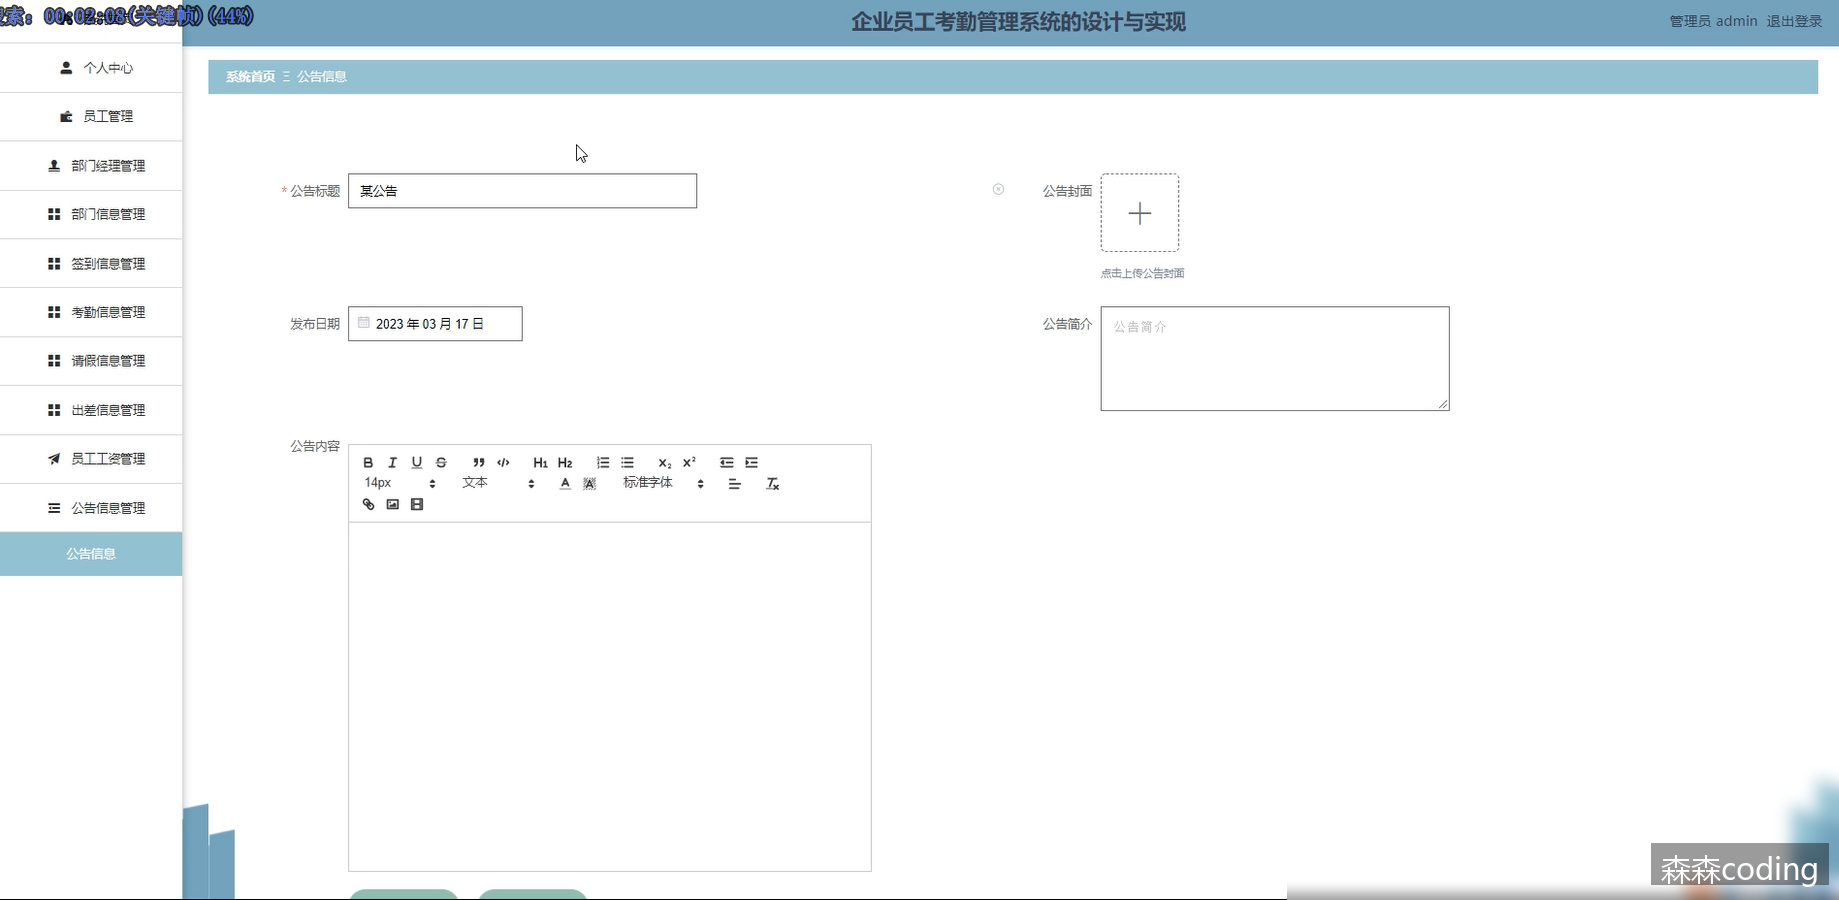 索: 00:02:08(关键帧)(44%)
企业员工考勤管理系统的设计与实现
管理员 admin 退出登录
个人中心
员工管理
部门经理管理
部门信息管理
签到信息管理
考勤信息管理
请假信息管理
出差信息管理
员工工资管理
公告信息管理
公告信息
系统首页 Ξ 公告信息
* 公告标题 某公告
公告封面
点击上传公告封面
发布日期 2023 年 03 月 17 日
公告简介 公告简介
公告内容
B I U S H1 H2 X2 X2
14px 文本 A A 标准字体 Tx
森森coding